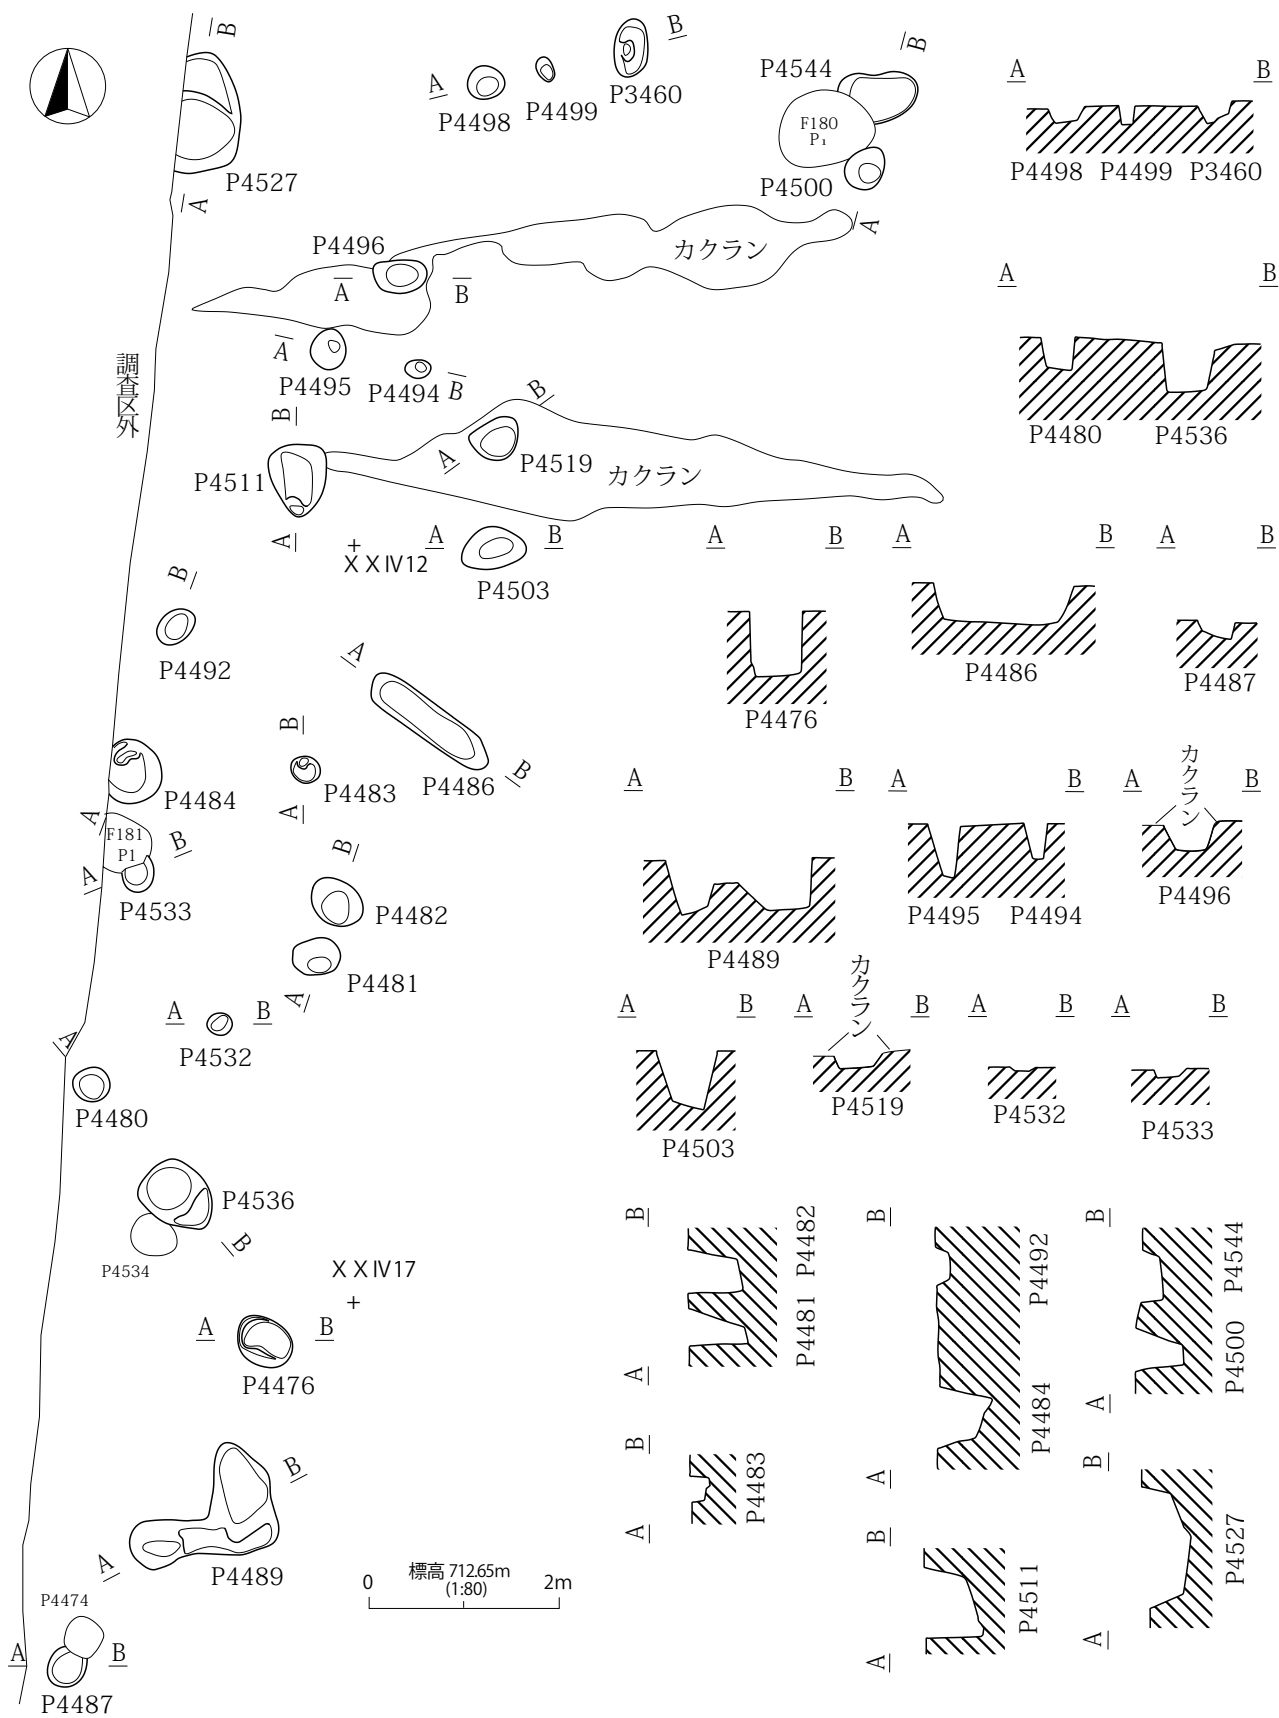 B
A B
P4498 P4499 P3460
P4544
B
F180
P1
P4500
A
P4527
A
A B
P4498 P4499 P3460
P4496
カクラン
A B
A
P4495 P4494 B
調査区外
A B
P4480 P4536
B
B
A
P4519
カクラン
P4511
A
XXⅣ12
A B
P4503
A B
P4476
A B
P4486
A B
P4487
B
P4492
A
B
P4486
B
P4483
A
P4484
A
F181
P1
B
A
P4533
B
P4482
P4481
A
A B
P4532
A
P4480
P4536
B
P4534
XXⅣ17
A B
P4476
B
A
P4489
P4474
A B
P4487
標高 712.65m
(1:80)
0 2m
A B
P4489
A B
P4495 P4494
カクラン
A B
P4496
A B
P4503
カクラン
A B
P4519
A B
P4532
A B
P4533
B
P4482
P4481
A
B
P4492
P4484
A
B
P4544
P4500
A
B
P4483
A
B
P4511
A
B
P4527
A